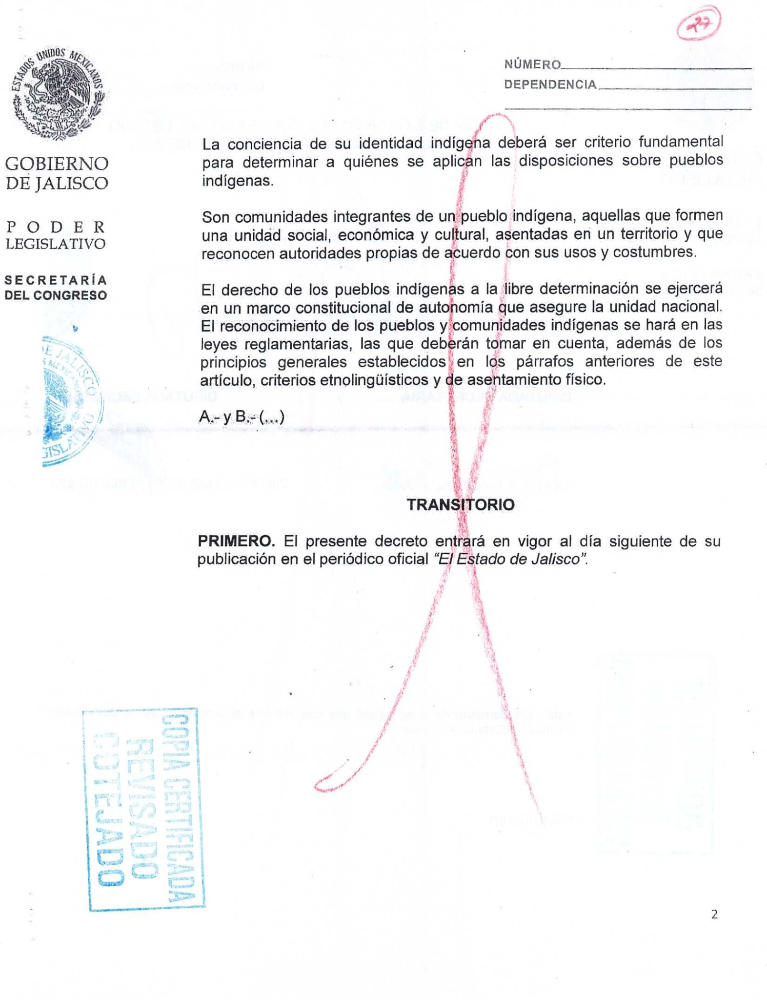 77
ESTADOS UNIDOS MEXICANOS
NÚMERO
DEPENDENCIA
GOBIERNO
DE JALISCO
PODER
LEGISLATIVO
SECRETARÍA
DEL CONGRESO
La conciencia de su identidad indígena deberá ser criterio fundamental
para determinar a quiénes se aplican las disposiciones sobre pueblos
indígenas.
Son comunidades integrantes de un pueblo indígena, aquellas que formen
una unidad social, económica y cultural, asentadas en un territorio y que
reconocen autoridades propias de acuerdo con sus usos y costumbres.
El derecho de los pueblos indígenas a la libre determinación se ejercerá
en un marco constitucional de autonomía que asegure la unidad nacional.
El reconocimiento de los pueblos y comunidades indígenas se hará en las
leyes reglamentarias, las que deberán tomar en cuenta, además de los
principios generales establecidos en los párrafos anteriores de este
artículo, criterios etnolingüísticos y de asentamiento físico.
A.- y B.- (...)
DE JALISCO
TRANSITORIO
PRIMERO. El presente decreto entrará en vigor al día siguiente de su
publicación en el periódico oficial “El Estado de Jalisco”.
COPIA CERTIFICADA
REVISADO
COTEJADO
2